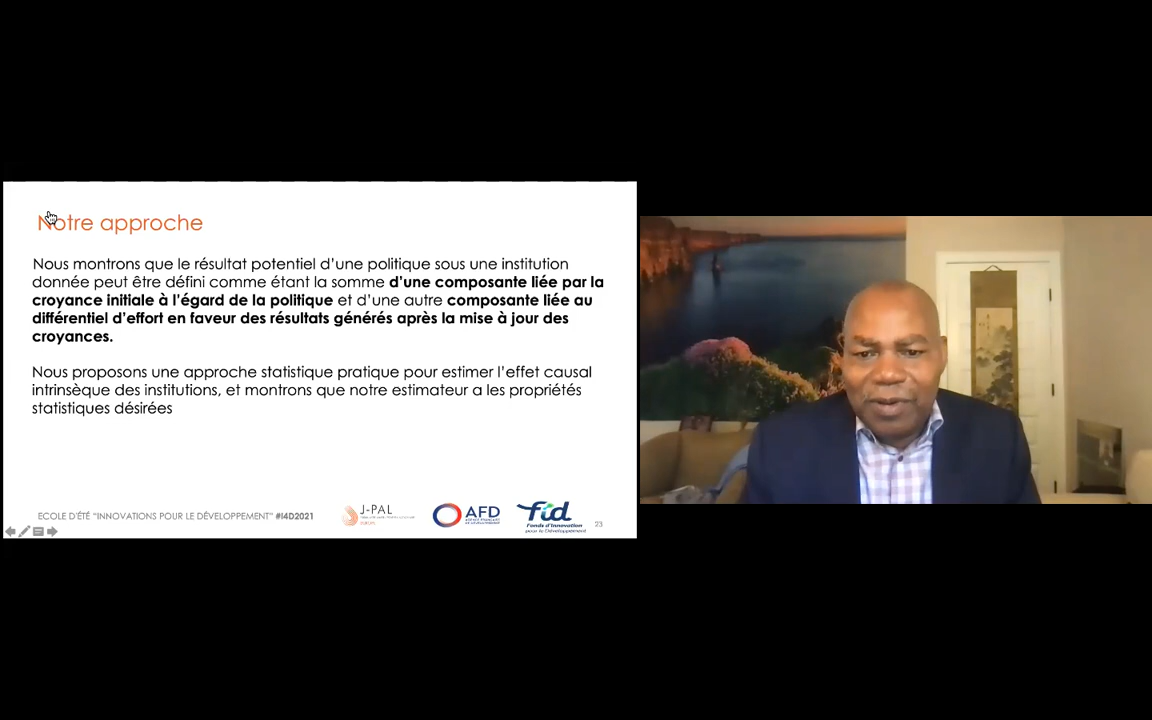 Notre approche
Nous montrons que le résultat potentiel d'une politique sous une institution
donnée peut être défini comme étant la somme d'une composante liée par la
croyance initiale à l'égard de la politique et d'une autre composante liée au
différentiel d'effort en faveur des résultats générés après la mise à jour des
croyances.
Nous proposons une approche statistique pratique pour estimer l'effet causal
intrinsèque des institutions, et montrons que notre estimateur a les propriétés
statistiques désirées
ECOLE D'ÉTÉ "INNOVATIONS POUR LE DÉVELOPPEMENT" #I4D2021
J-PAL
EUROPE
AFD
fid
Fonds d'Innovation
pour le Développement
23